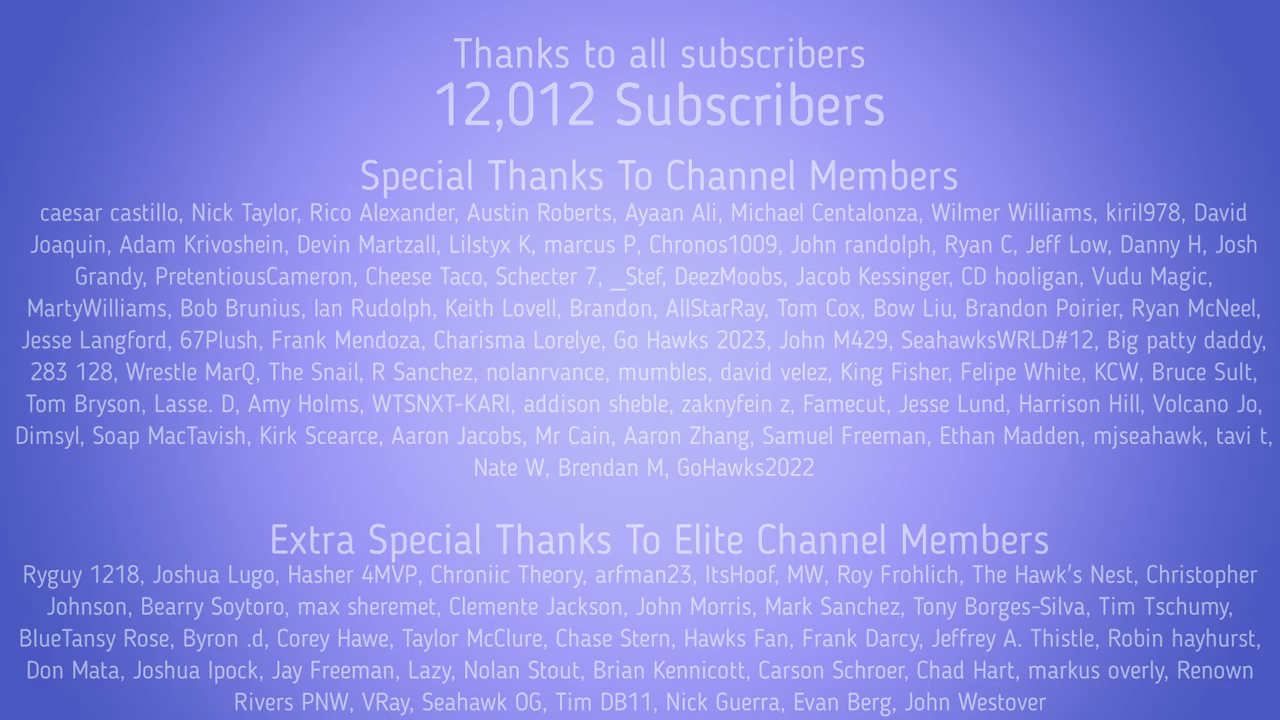 Thanks to all subscribers
12,012 Subscribers
Special Thanks To Channel Members
caesar castillo, Nick Taylor, Rico Alexander, Austin Roberts, Ayaan Ali, Michael Centalonza, Wilmer Williams, kiril978, David
Joaquin, Adam Krivoshein, Devin Martzall, Lilstyx K, marcus P, Chronos1009, John randolph, Ryan C, Jeff Low, Danny H, Josh
Grandy, PretentiousCameron, Cheese Taco, Schecter 7, _Stef, DeezMoobs, Jacob Kessinger, CD hooligan, Vudu Magic,
MartyWilliams, Bob Brunius, Ian Rudolph, Keith Lovell, Brandon, AllStarRay, Tom Cox, Bow Liu, Brandon Poirier, Ryan McNeel,
Jesse Langford, 67Plush, Frank Mendoza, Charisma Lorelye, Go Hawks 2023, John M429, SeahawksWRLD#12, Big patty daddy,
283 128, Wrestle MarQ, The Snail, R Sanchez, nolanrvance, mumbles, david velez, King Fisher, Felipe White, KCW, Bruce Sult,
Tom Bryson, Lasse. D, Amy Holms, WTSNXT-KARI, addison sheble, zaknyfein z, Famecut, Jesse Lund, Harrison Hill, Volcano Jo,
Dimsyl, Soap MacTavish, Kirk Scearce, Aaron Jacobs, Mr Cain, Aaron Zhang, Samuel Freeman, Ethan Madden, mjseahawk, tavi t,
Nate W, Brendan M, GoHawks2022
Extra Special Thanks To Elite Channel Members
Ryguy 1218, Joshua Lugo, Hasher 4MVP, Chroniic Theory, arfman23, ItsHoof, MW, Roy Frohlich, The Hawk's Nest, Christopher
Johnson, Bearry Soytoro, max sheremet, Clemente Jackson, John Morris, Mark Sanchez, Tony Borges-Silva, Tim Tschumy,
BlueTansy Rose, Byron .d, Corey Hawe, Taylor McClure, Chase Stern, Hawks Fan, Frank Darcy, Jeffrey A. Thistle, Robin hayhurst,
Don Mata, Joshua Ipock, Jay Freeman, Lazy, Nolan Stout, Brian Kennicott, Carson Schroer, Chad Hart, markus overly, Renown
Rivers PNW, VRay, Seahawk OG, Tim DB11, Nick Guerra, Evan Berg, John Westover